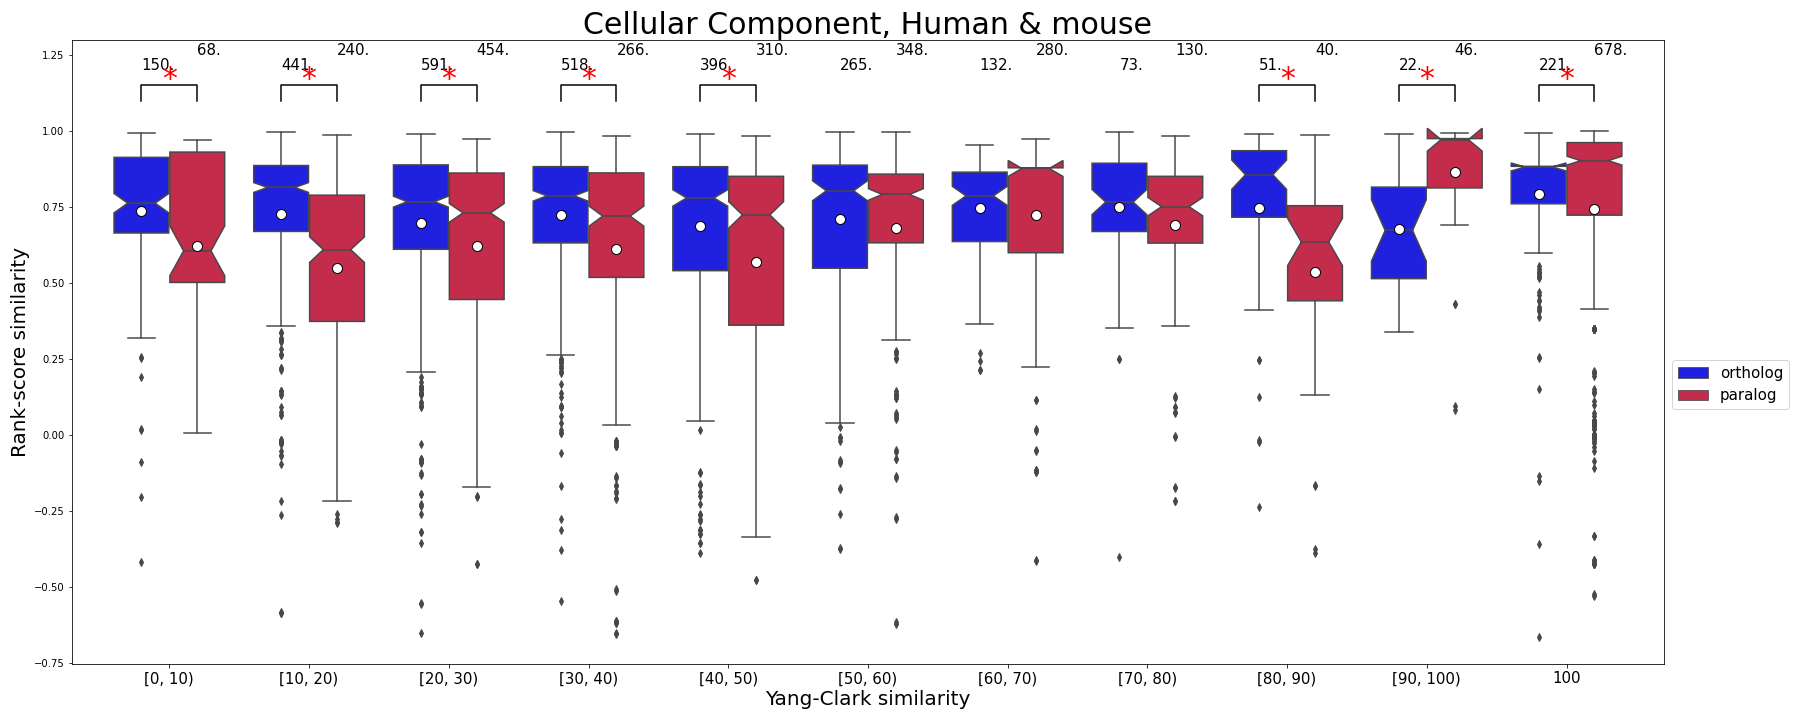 Cellular Component, Human & mouse
68. 240. 454. 266. 310. 348. 280. 130. 40. 46. 678.
150. 441. 591. 518. 396. 265. 132. 73. 51. 22. 221.
* * * * * * * *
1.25
1.00
0.75
0.50
0.25
0.00
−0.25
−0.50
−0.75
Rank-score similarity
ortholog
paralog
[0, 10) [10, 20) [20, 30) [30, 40) [40, 50) [50, 60) [60, 70) [70, 80) [80, 90) [90, 100) 100
Yang-Clark similarity